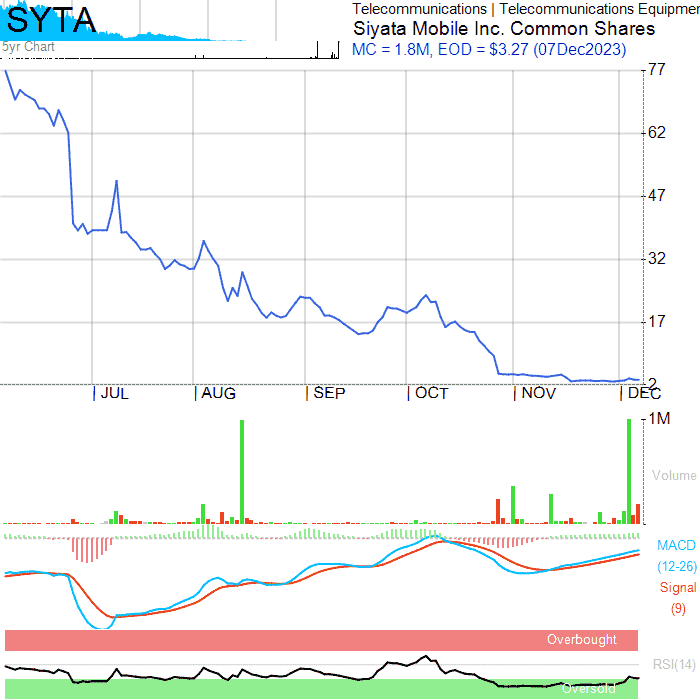 SYTA
Telecommunications | Telecommunications Equipmen
Siyata Mobile Inc. Common Shares
5yr Chart
MC = 1.8M, EOD = $3.27 (07Dec2023)
77
62
47
32
17
2
JUL
AUG
SEP
OCT
NOV
DEC
1M
Volume
MACD
(12-26)
Signal
(9)
Overbought
RSI(14)
Oversold